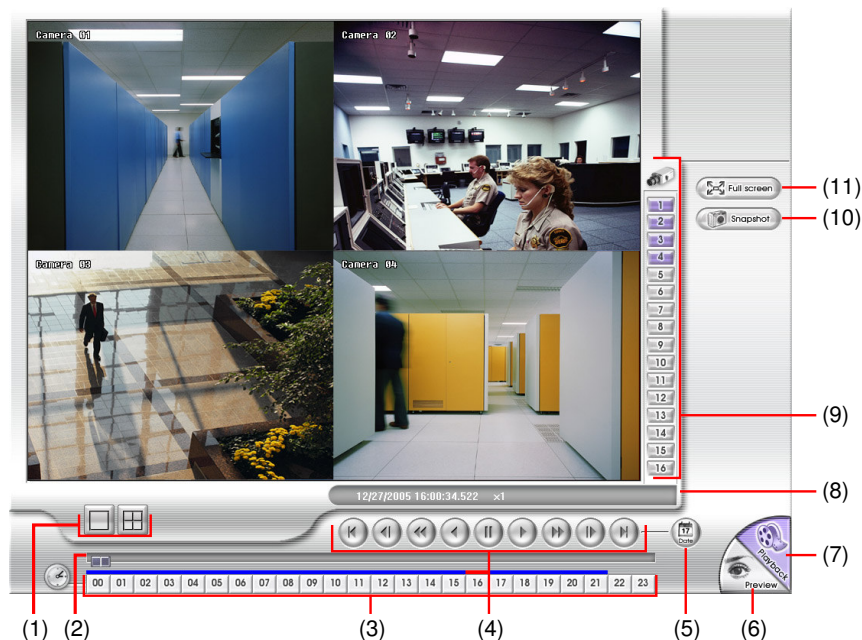 Camera 01
Camera 02
Camera 03
Camera 04
1
2
3
4
5
6
7
8
9
10
11
12
13
14
15
16
Full screen
(11)
Snapshot
(10)
(9)
12/27/2005 16:00:34.522 x1
(8)
17
Date
Playback
(7)
Preview
00 01 02 03 04 05 06 07 08 09 10 11 12 13 14 15 16 17 18 19 20 21 22 23
(1) (2) (3) (4) (5) (6)